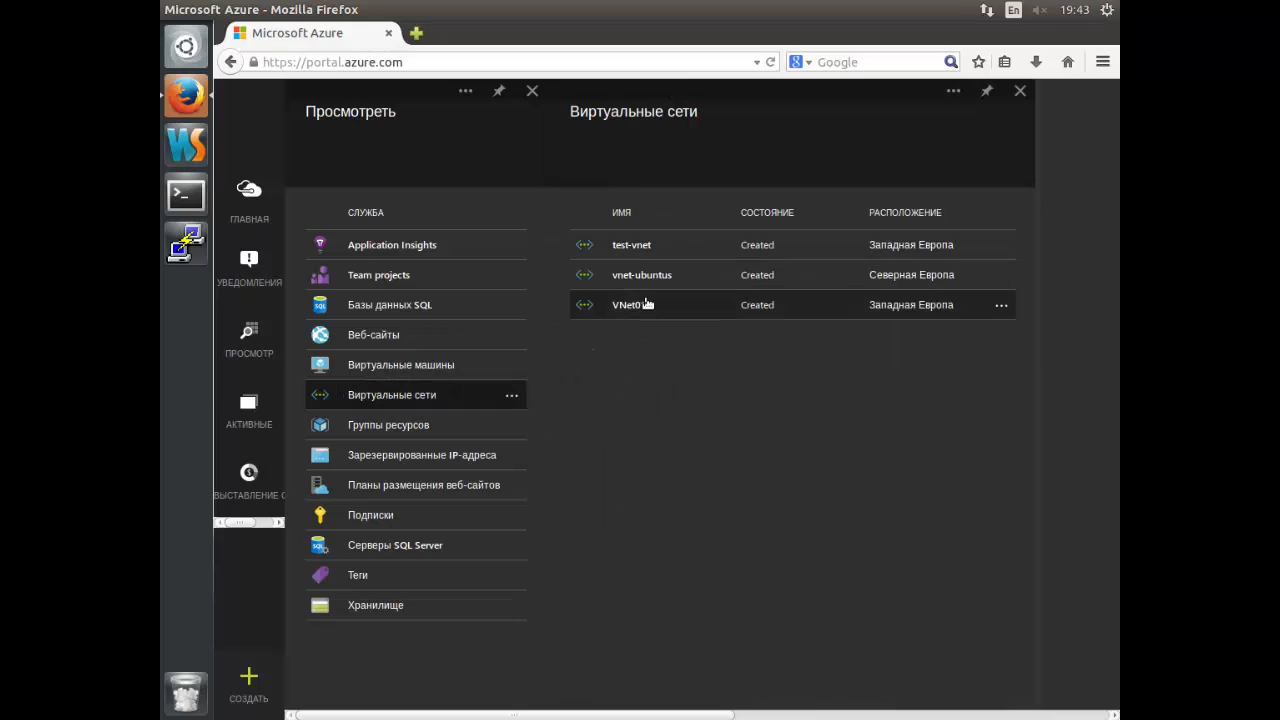 Microsoft Azure - Mozilla Firefox
En
19:43
Microsoft Azure
https://portal.azure.com
Google
Просмотреть
Виртуальные сети
ГЛАВНАЯ
УВЕДОМЛЕНИЯ
ПРОСМОТР
АКТИВНЫЕ
ВЫСТАВЛЕНИЕ С
СОЗДАТЬ
СЛУЖБА
Application Insights
Team projects
Базы данных SQL
Веб-сайты
Виртуальные машины
Виртуальные сети
Группы ресурсов
Зарезервированные IP-адреса
Планы размещения веб-сайтов
Подписки
Серверы SQL Server
Теги
Хранилище
ИМЯ СОСТОЯНИЕ РАСПОЛОЖЕНИЕ
test-vnet Created Западная Европа
vnet-ubuntus Created Северная Европа
Created Западная Европа